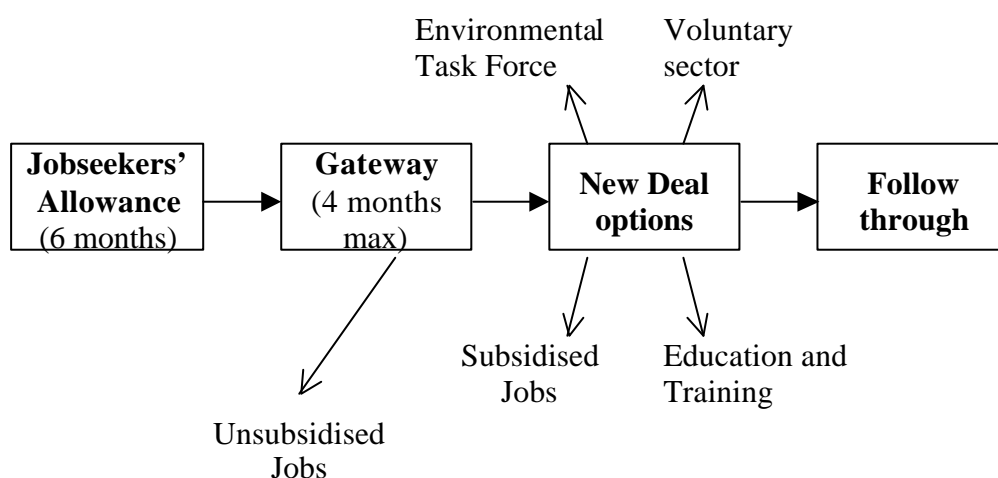 Environmental
Task Force
Voluntary
sector
Jobseekers’
Allowance
(6 months)
Gateway
(4 months
max)
New Deal
options
Follow
through
Subsidised
Jobs
Education and
Training
Unsubsidised
Jobs